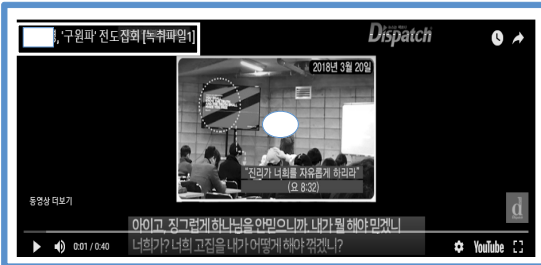 , '구원파' 전도집회 [녹취파일1]
Dispatch
2018년 3월 20일
"진리가 너희를 자유롭게 하리라"
(요 8:32)
동영상 더보기
d
아이고, 징그럽게 하나님을 안믿으니까. 내가 뭘 해야 믿겠니
너희가? 너희 고집을 내가 어떻게 해야 꺾겠니?
0:01 / 0:40
YouTube